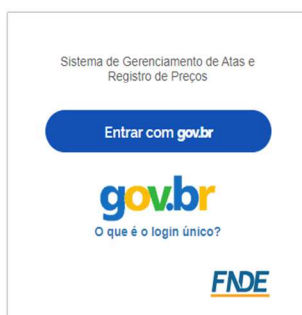 Sistema de Gerenciamento de Atas e
Registro de Preços
Entrar com gov.br
gov.br
O que é o login único?
FNDE